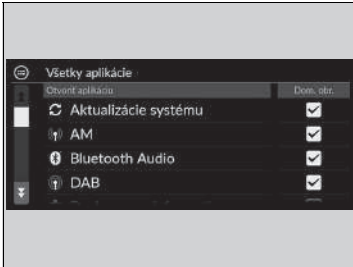 Všetky aplikácie
Otvoriť aplikáciu Dom. obr.
Aktualizácie systému
AM
Bluetooth Audio
DAB